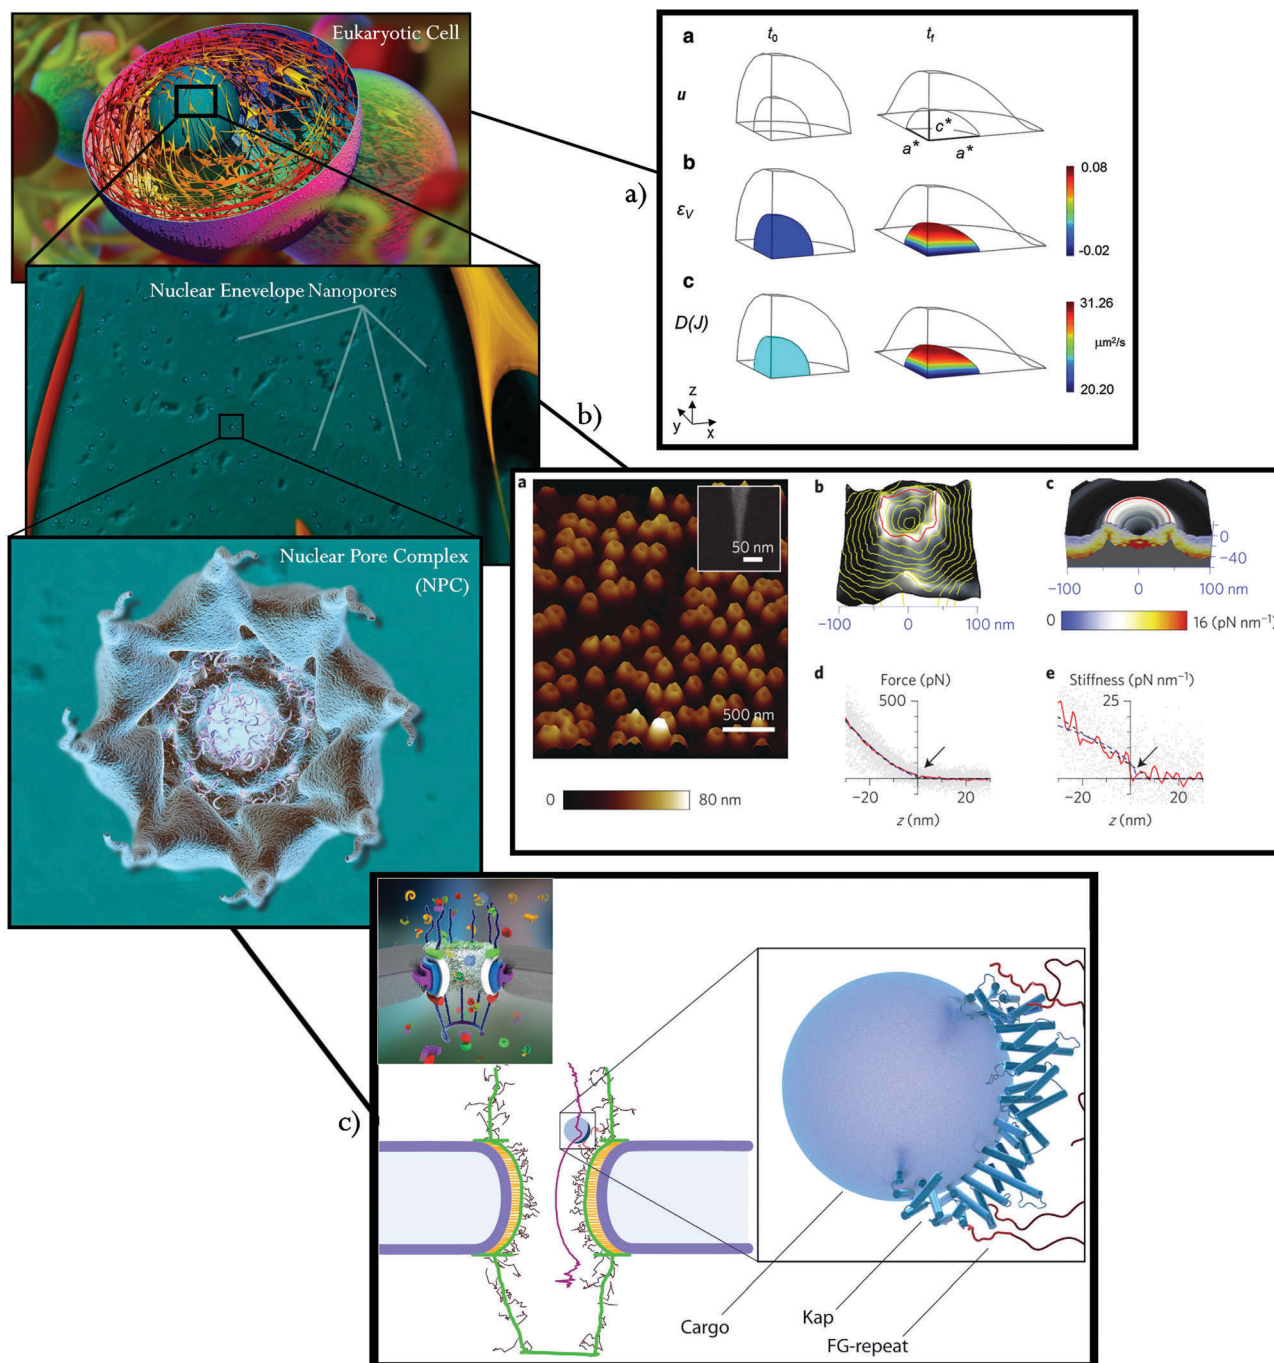 Eukaryotic Cell
a)
a
t0
tf
u
c*
a*
a*
b
εV
0.08
-0.02
c
D(J)
31.26
μm²/s
20.20
z
y
x
Nuclear Enevelope Nanopores
b)
a
50 nm
500 nm
0
80 nm
b
−100
0
100 nm
c
0
−40
−100
0
100 nm
0
16 (pN nm−1)
d
Force (pN)
500
−20
20
z (nm)
e
Stiffness (pN nm−1)
25
−20
0
20
z (nm)
Nuclear Pore Complex
(NPC)
c)
Cargo
Kap
FG-repeat